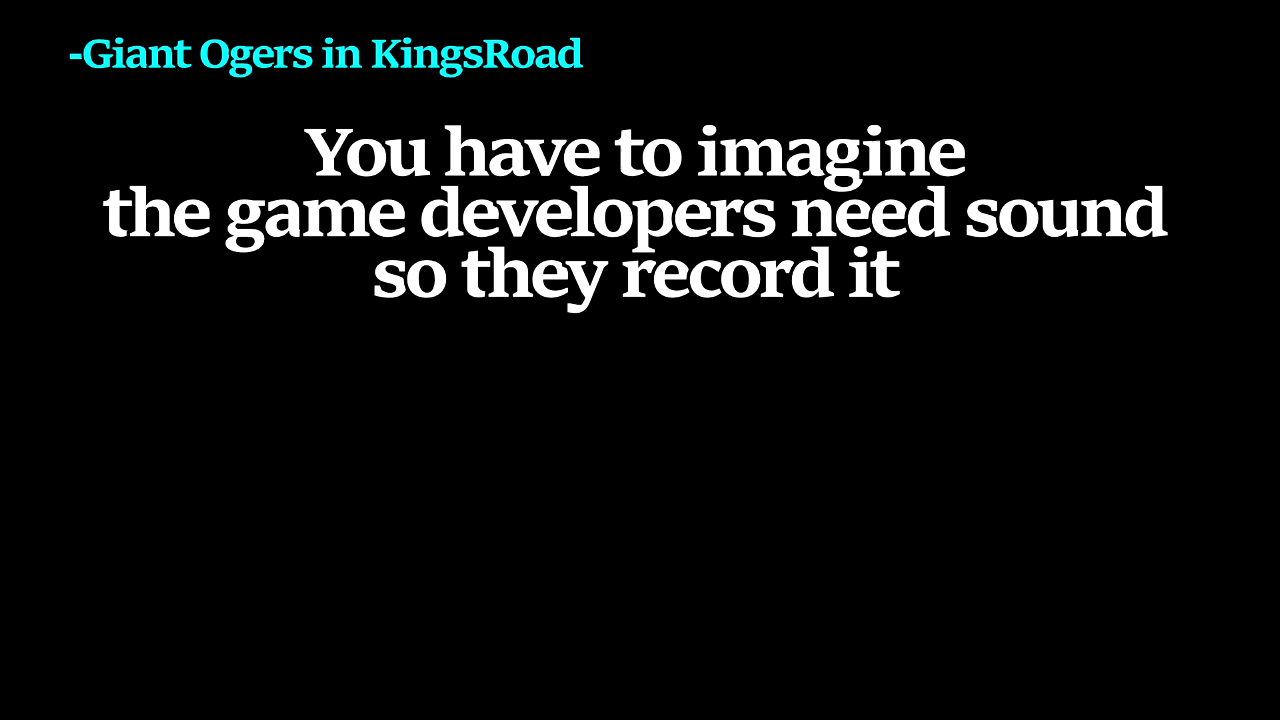 -Giant Ogers in KingsRoad
You have to imagine
the game developers need sound
so they record it